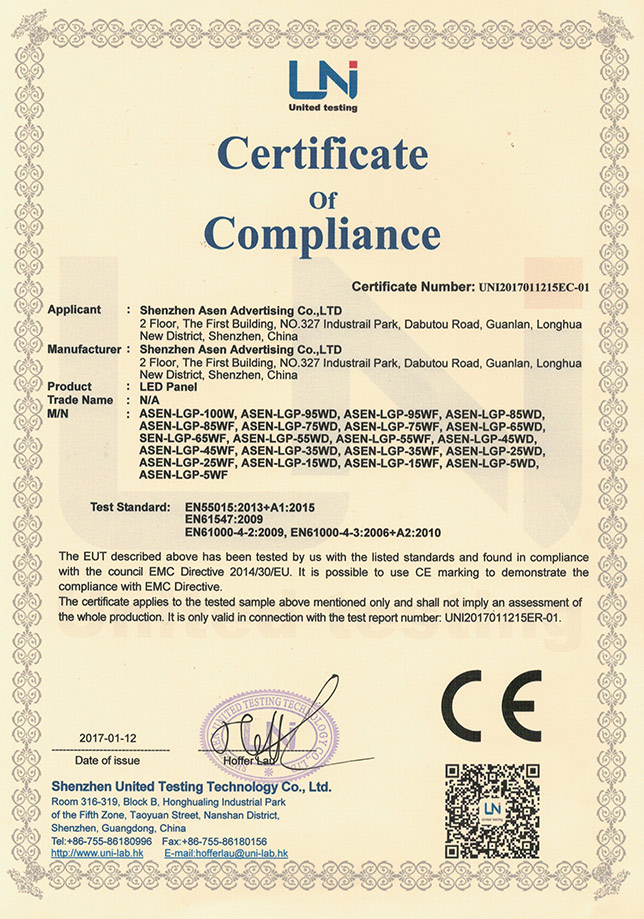 LNi
United testing
Certificate
Of
Compliance
Certificate Number: UNI2017011215EC-01
Applicant : Shenzhen Asen Advertising Co.,LTD
2 Floor, The First Building, NO.327 Industrail Park, Dabutou Road, Guanlan, Longhua
New District, Shenzhen, China
Manufacturer : Shenzhen Asen Advertising Co.,LTD
2 Floor, The First Building, NO.327 Industrail Park, Dabutou Road, Guanlan, Longhua
New District, Shenzhen, China
Product : LED Panel
Trade Name : N/A
M/N : ASEN-LGP-100W, ASEN-LGP-95WD, ASEN-LGP-95WF, ASEN-LGP-85WD,
ASEN-LGP-85WF, ASEN-LGP-75WD, ASEN-LGP-75WF, ASEN-LGP-65WD,
SEN-LGP-65WF, ASEN-LGP-55WD, ASEN-LGP-55WF, ASEN-LGP-45WD,
ASEN-LGP-45WF, ASEN-LGP-35WD, ASEN-LGP-35WF, ASEN-LGP-25WD,
ASEN-LGP-25WF, ASEN-LGP-15WD, ASEN-LGP-15WF, ASEN-LGP-5WD,
ASEN-LGP-5WF
Test Standard: EN55015:2013+A1:2015
EN61547:2009
EN61000-4-2:2009, EN61000-4-3:2006+A2:2010
The EUT described above has been tested by us with the listed standards and found in compliance
with the council EMC Directive 2014/30/EU. It is possible to use CE marking to demonstrate the
compliance with EMC Directive.
The certificate applies to the tested sample above mentioned only and shall not imply an assessment of
the whole production. It is only valid in connection with the test report number: UNI2017011215ER-01.
UNITED TESTING TECHNOLOGY CO., LTD
CE
2017-01-12
Date of issue
Hoffer Lau
Shenzhen United Testing Technology Co., Ltd.
Room 316-319, Block B, Honghualing Industrial Park
of the Fifth Zone, Taoyuan Street, Nanshan District,
Shenzhen, Guangdong, China
Tel:+86-755-86180996 Fax:+86-755-86180156
http://www.uni-lab.hk E-mail:hofferlau@uni-lab.hk